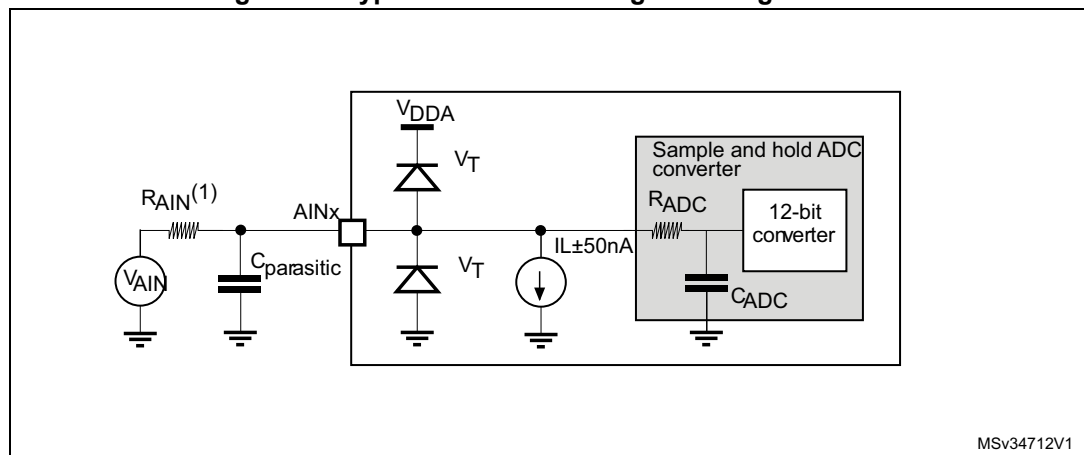 VDDA
Sample and hold ADC
converter
VT
RAIN(1)
AINx
RADC
12-bit
converter
IL±50nA
VAIN
Cparasitic
VT
CADC
MSv34712V1